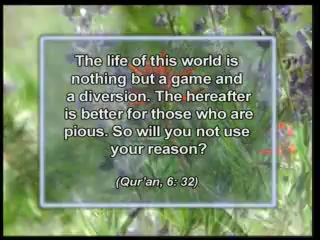 The life of this world is
nothing but a game and
a diversion. The hereafter
is better for those who are
pious. So will you not use
your reason?
(Qur'an, 6: 32)